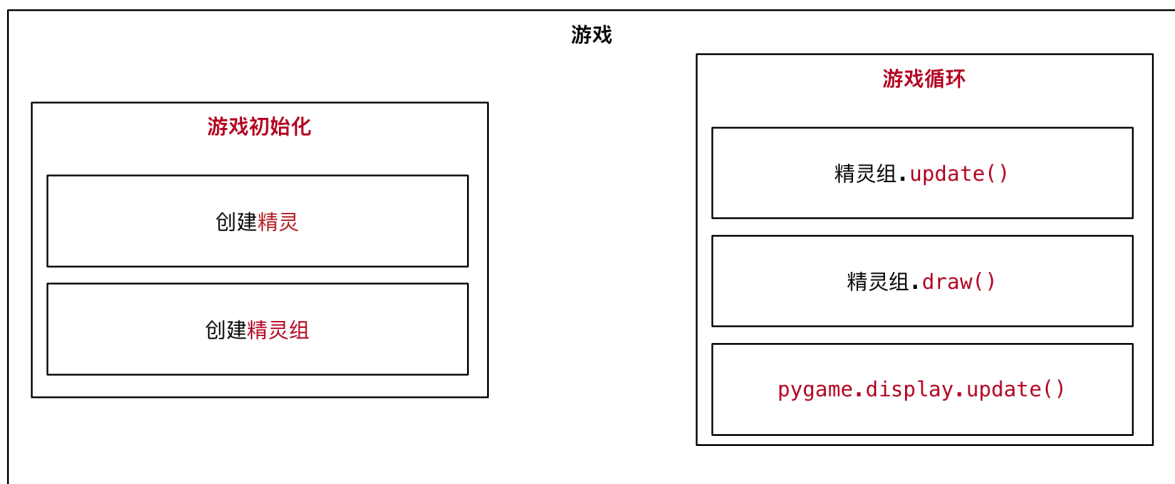 游戏
游戏初始化
创建精灵
创建精灵组
游戏循环
精灵组.update()
精灵组.draw()
pygame.display.update()